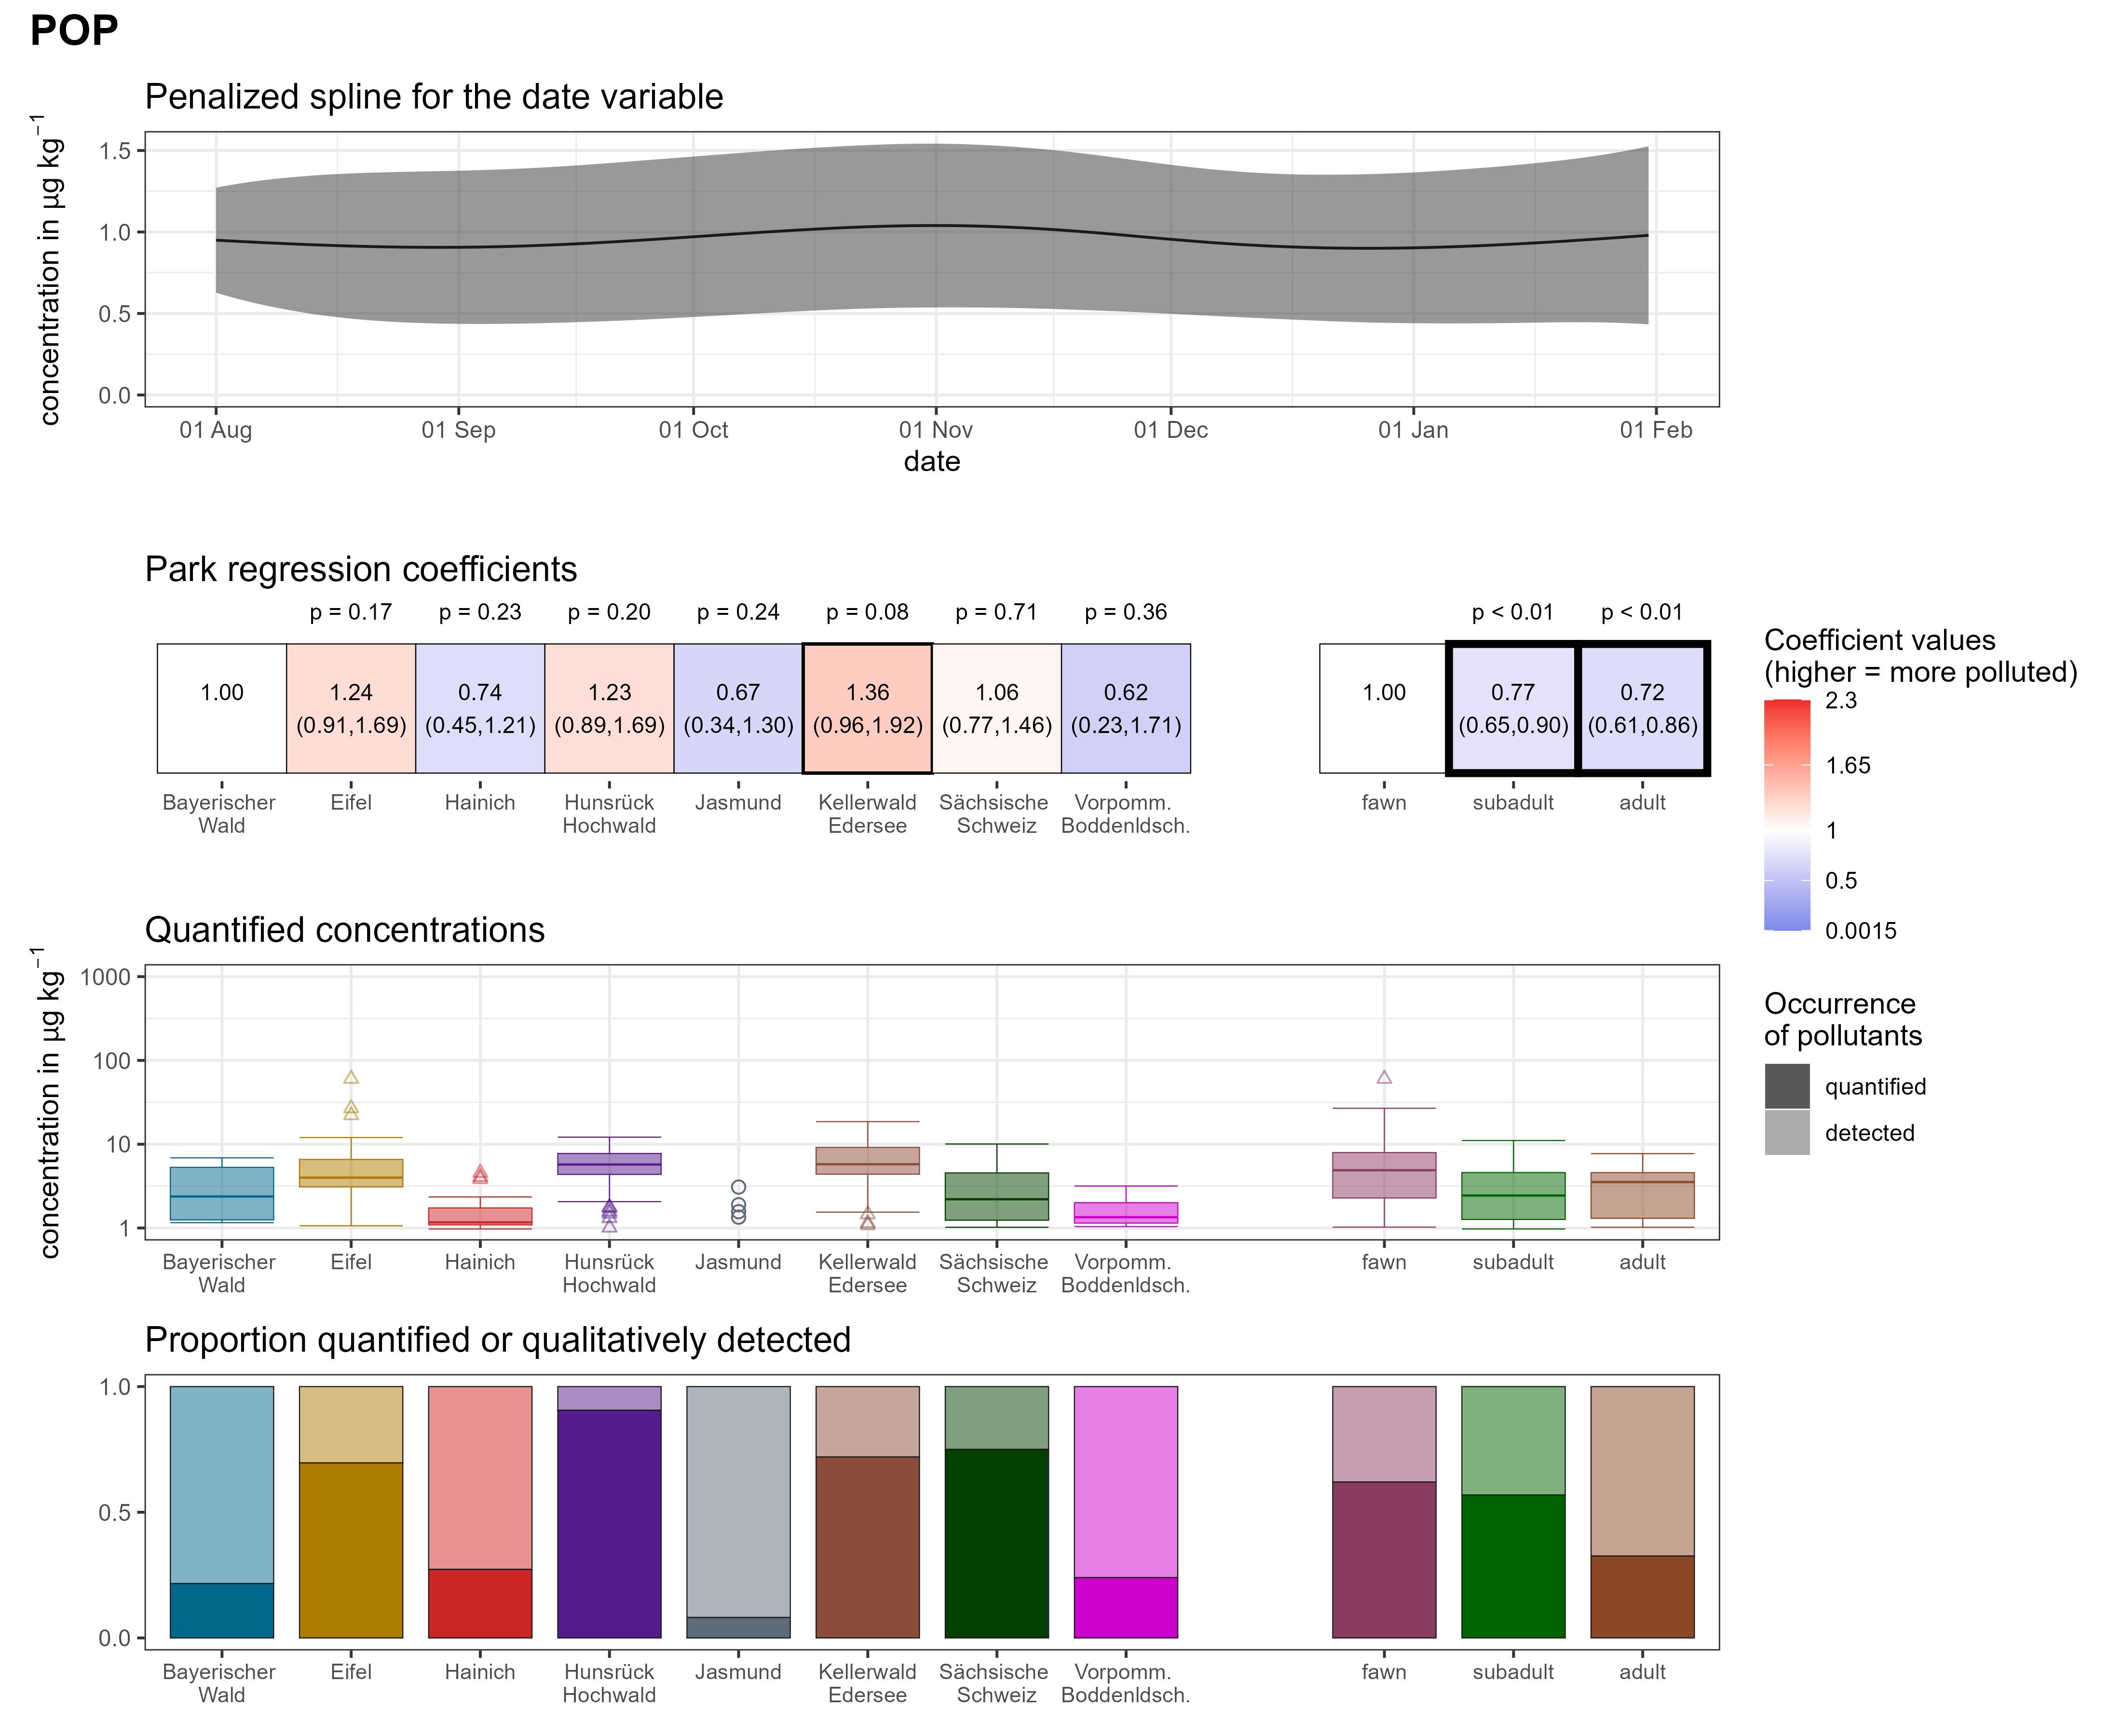 POP
Penalized spline for the date variable
concentration in µg kg⁻¹
1.5
1.0
0.5
0.0
01 Aug 01 Sep 01 Oct 01 Nov 01 Dec 01 Jan 01 Feb
date
Park regression coefficients
p = 0.17 p = 0.23 p = 0.20 p = 0.24 p = 0.08 p = 0.71 p = 0.36 p < 0.01 p < 0.01
1.00 1.24 0.74 1.23 0.67 1.36 1.06 0.62 1.00 0.77 0.72
(0.91,1.69) (0.45,1.21) (0.89,1.69) (0.34,1.30) (0.96,1.92) (0.77,1.46) (0.23,1.71) (0.65,0.90) (0.61,0.86)
Bayerischer Eifel Hainich Hunsrück Jasmund Kellerwald Sächsische Vorpomm. fawn subadult adult
Wald Hochwald Edersee Schweiz Boddenldsch.
Coefficient values
(higher = more polluted)
2.3
1.65
1
0.5
0.0015
Quantified concentrations
concentration in µg kg⁻¹
1000
100
10
1
Bayerischer Eifel Hainich Hunsrück Jasmund Kellerwald Sächsische Vorpomm. fawn subadult adult
Wald Hochwald Edersee Schweiz Boddenldsch.
Occurrence
of pollutants
quantified
detected
Proportion quantified or qualitatively detected
1.0
0.5
0.0
Bayerischer Eifel Hainich Hunsrück Jasmund Kellerwald Sächsische Vorpomm. fawn subadult adult
Wald Hochwald Edersee Schweiz Boddenldsch.